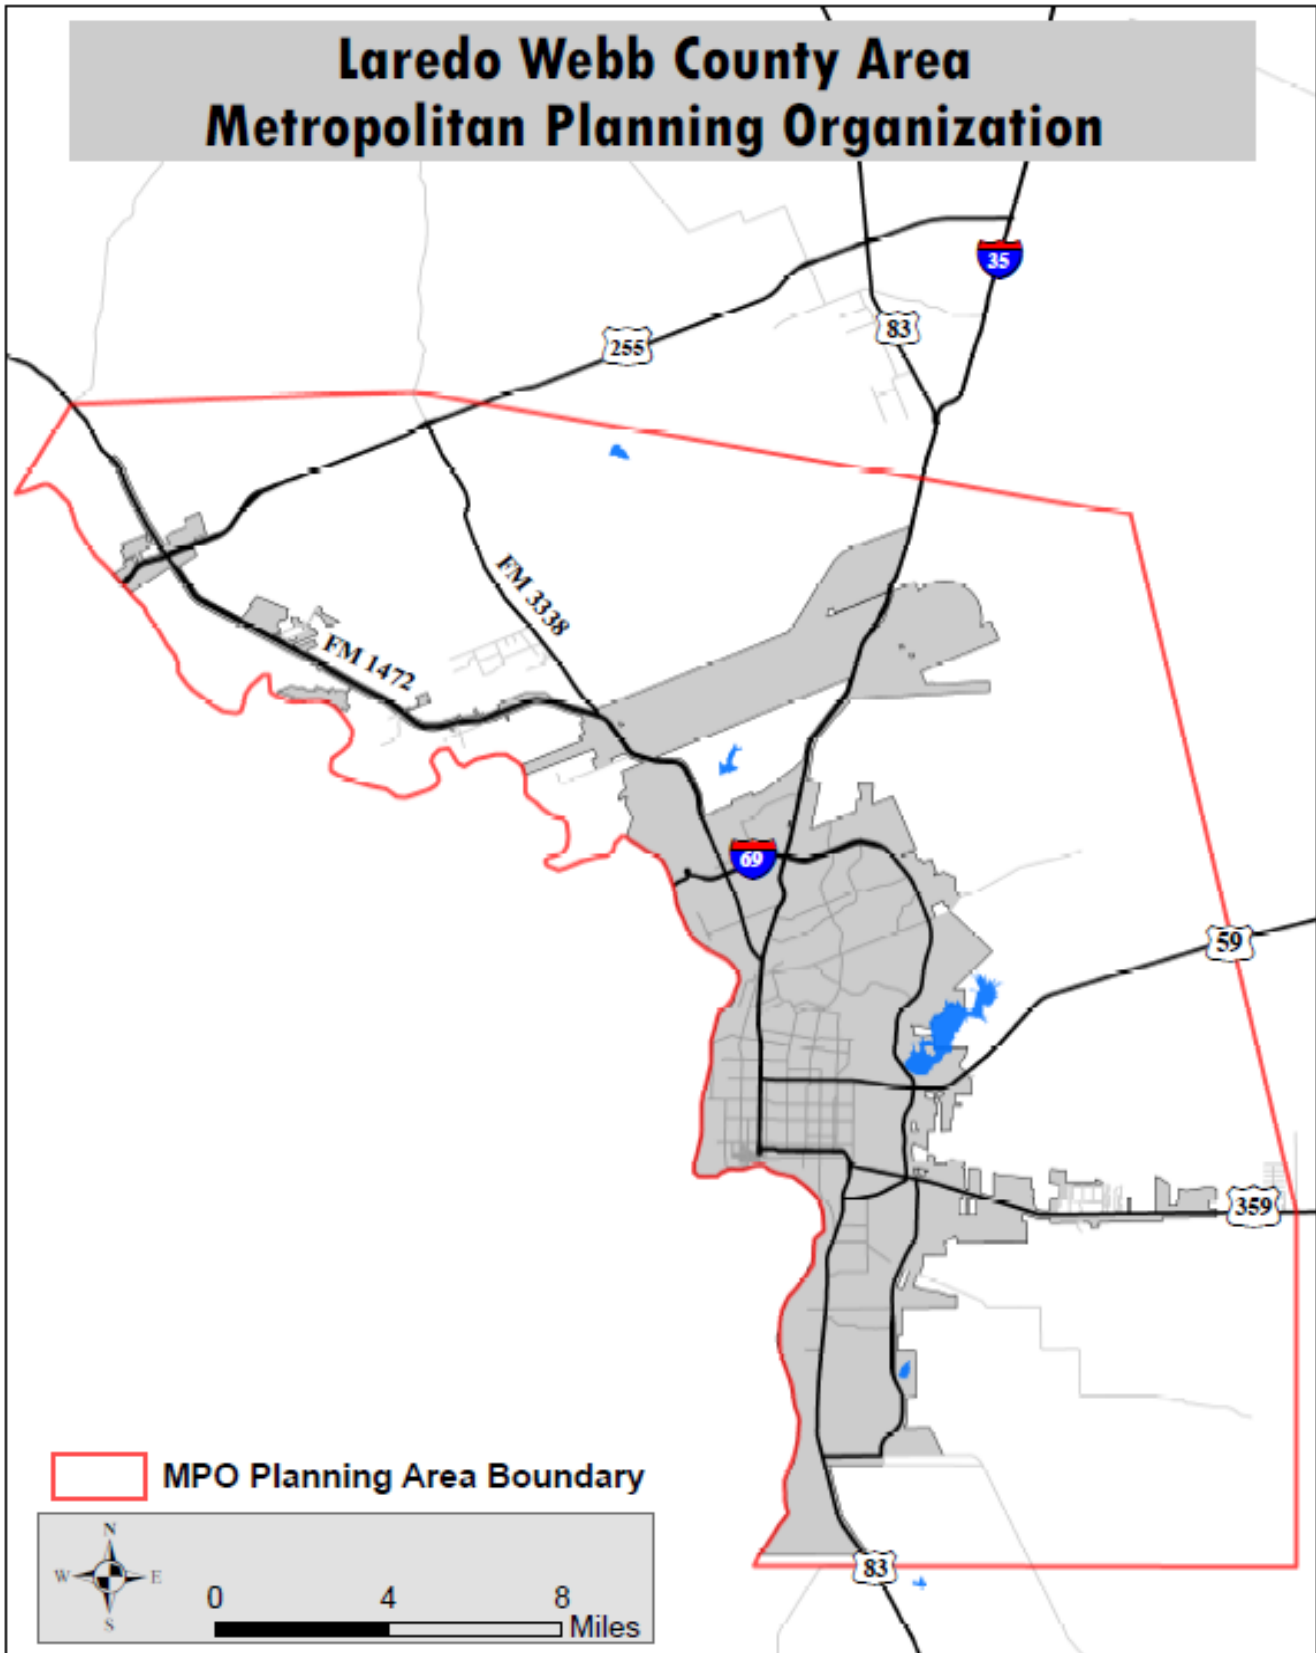 Laredo Webb County Area
Metropolitan Planning Organization
35
83
255
FM 3338
FM 1472
69
59
359
MPO Planning Area Boundary
N
W E
S
0 4 8
Miles
83